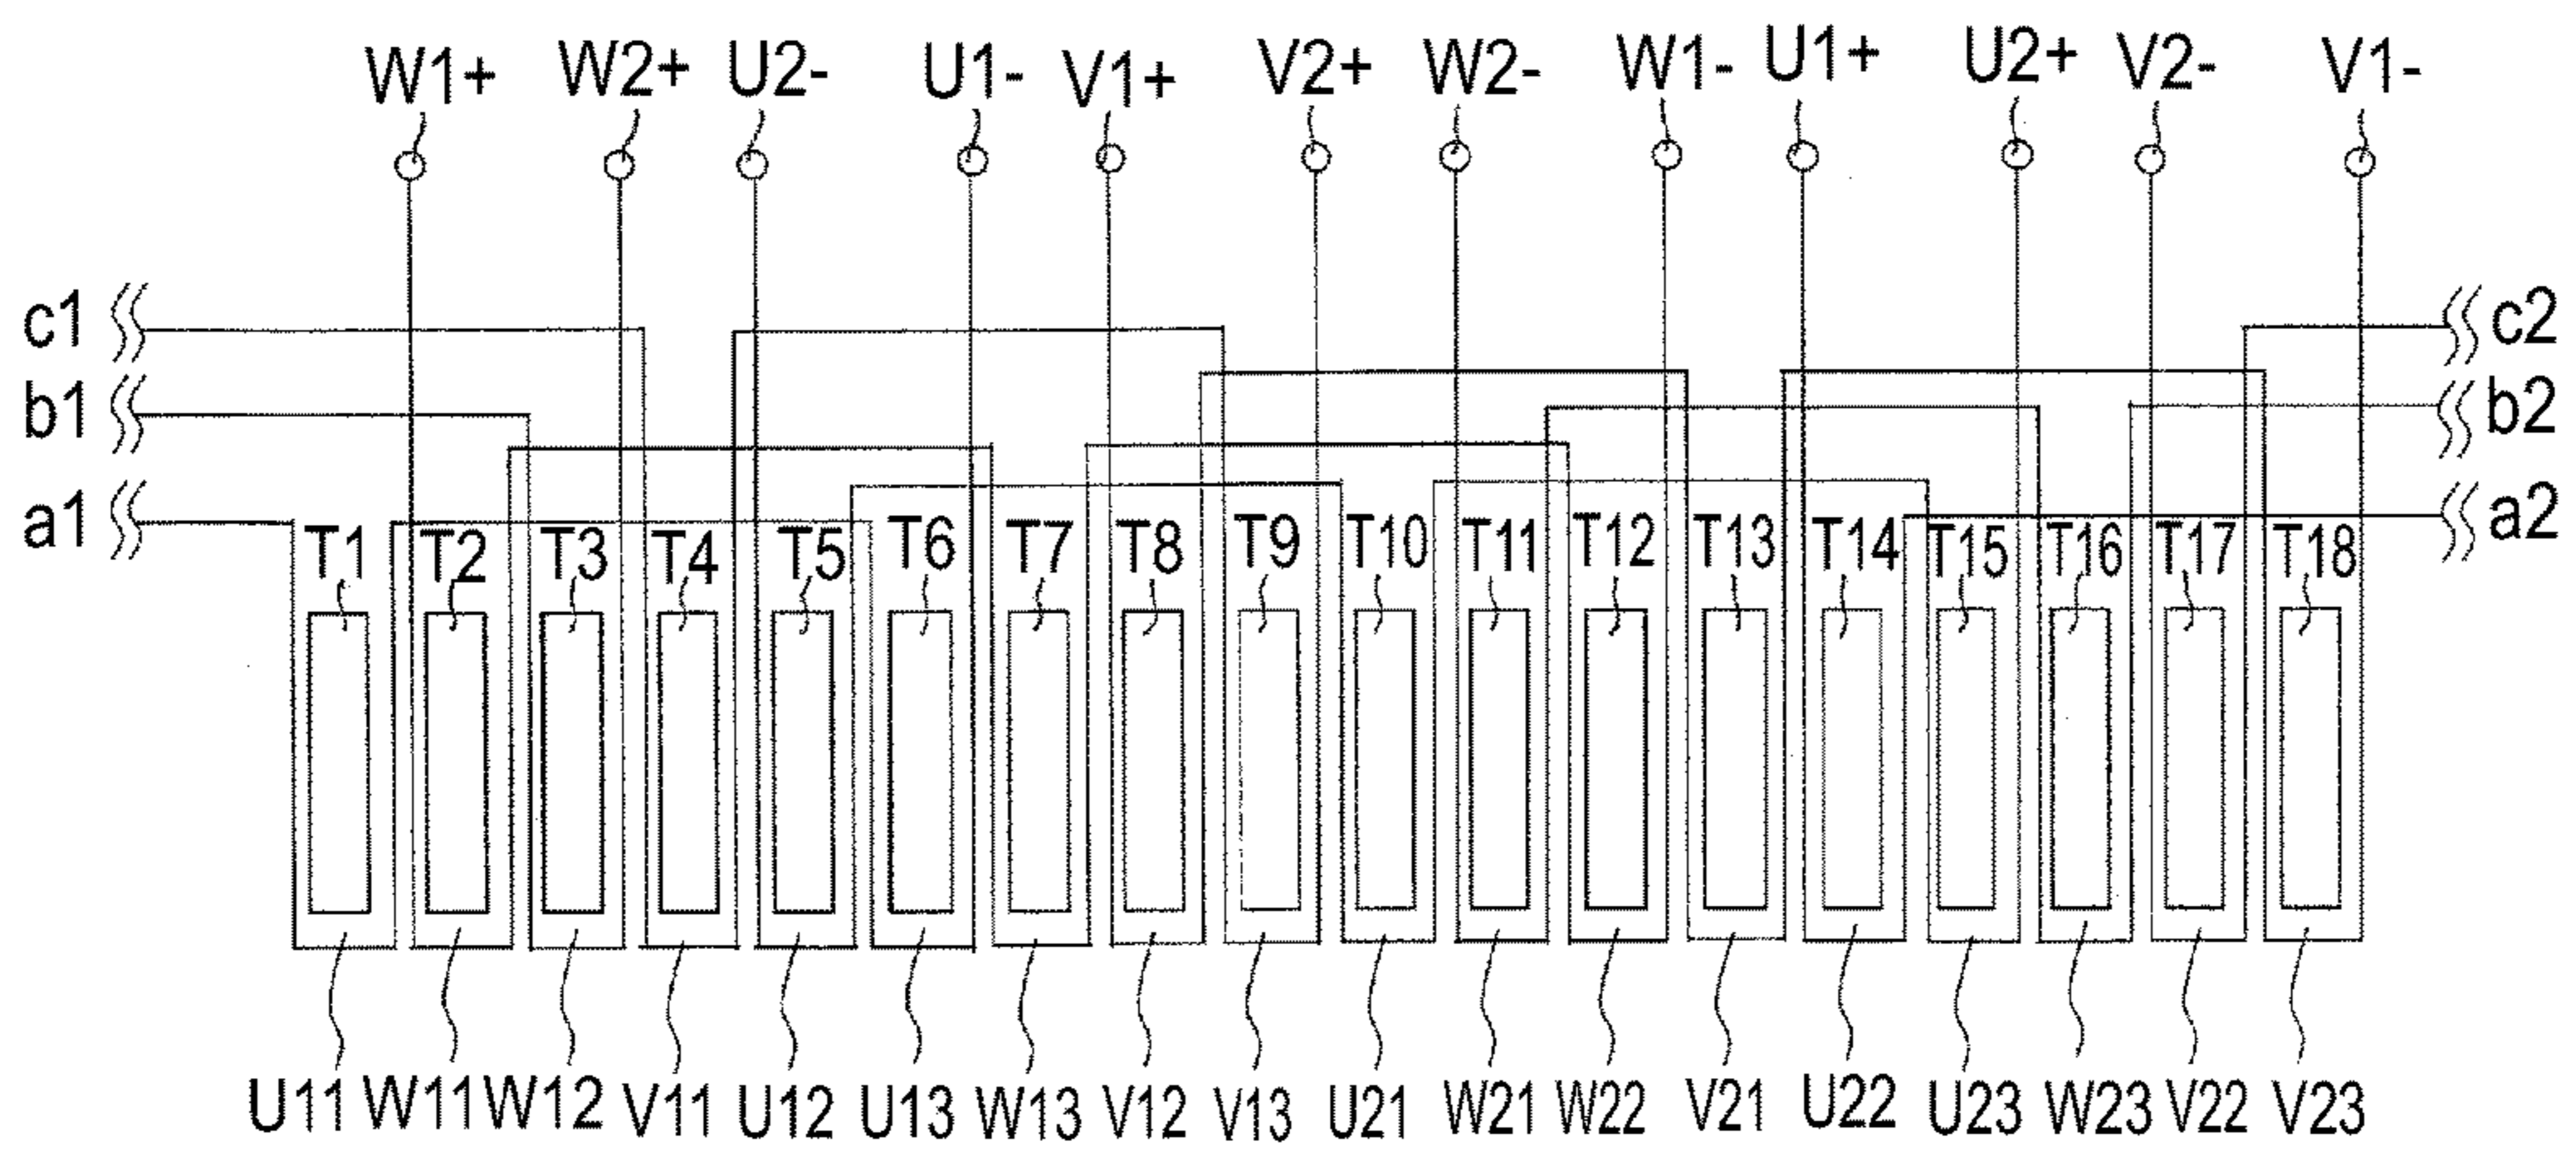 W1+ W2+ U2- U1- V1+ V2+ W2- W1- U1+ U2+ V2- V1-
c1 c2
b1 b2
a1 a2
T1 T2 T3 T4 T5 T6 T7 T8 T9 T10 T11 T12 T13 T14 T15 T16 T17 T18
U11 W11 W12 V11 U12 U13 W13 V12 V13 U21 W21 W22 V21 U22 U23 W23 V22 V23